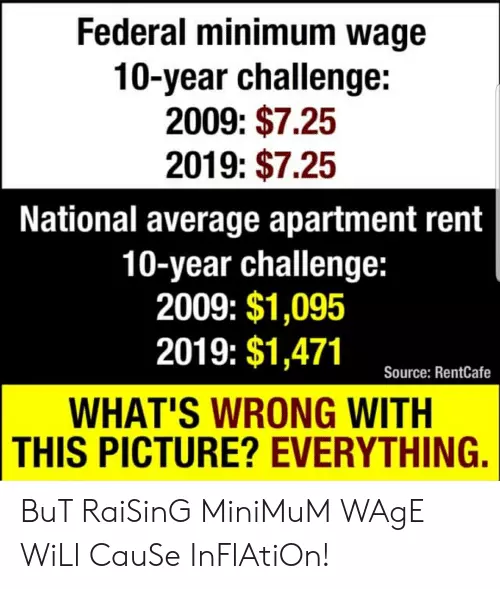 Federal minimum wage
10-year challenge:
2009: $7.25
2019: $7.25
National average apartment rent
10-year challenge:
2009: $1,095
2019: $1,471
Source: RentCafe
WHAT'S WRONG WITH
THIS PICTURE? EVERYTHING.
BuT RaiSinG MiniMuM WAgE
WiLl CauSe InFlAtiOn!